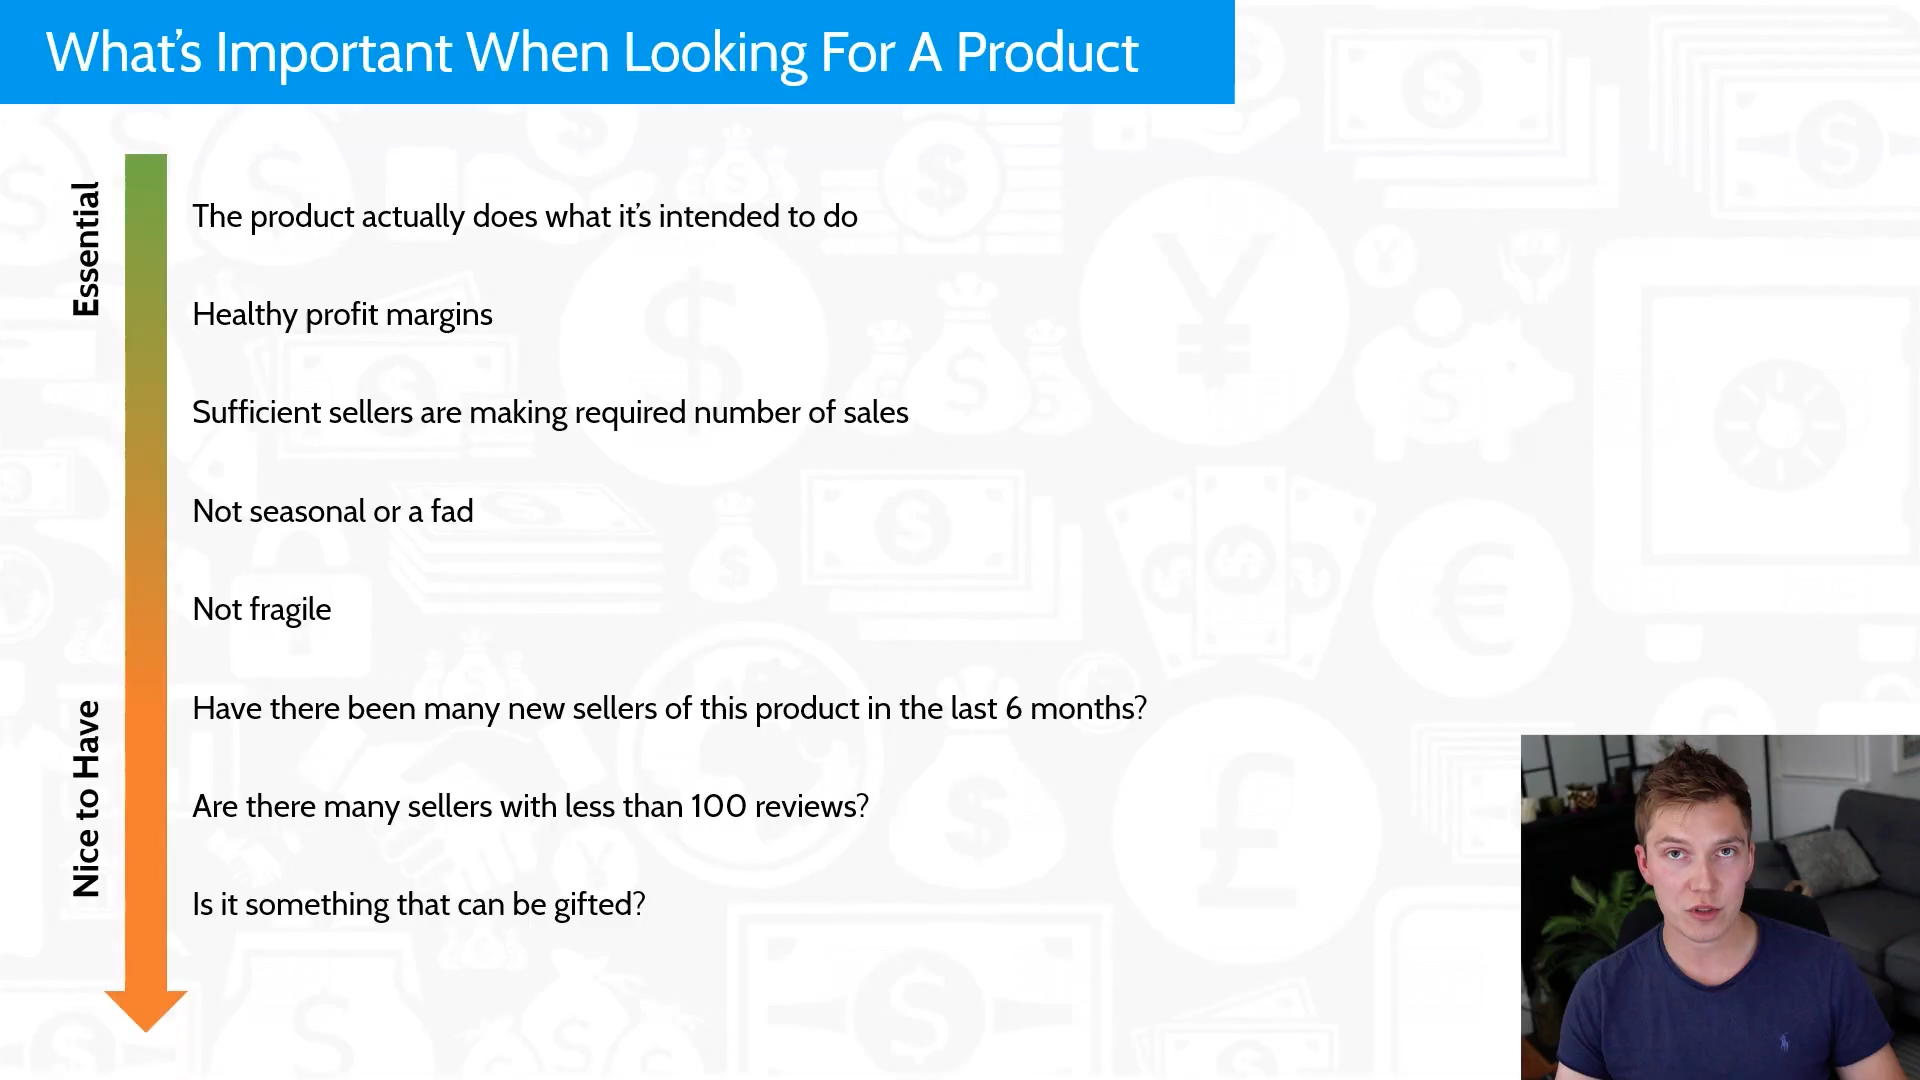 What's Important When Looking For A Product
Essential
The product actually does what it's intended to do
Healthy profit margins
Sufficient sellers are making required number of sales
Not seasonal or a fad
Not fragile
Nice to Have
Have there been many new sellers of this product in the last 6 months?
Are there many sellers with less than 100 reviews?
Is it something that can be gifted?